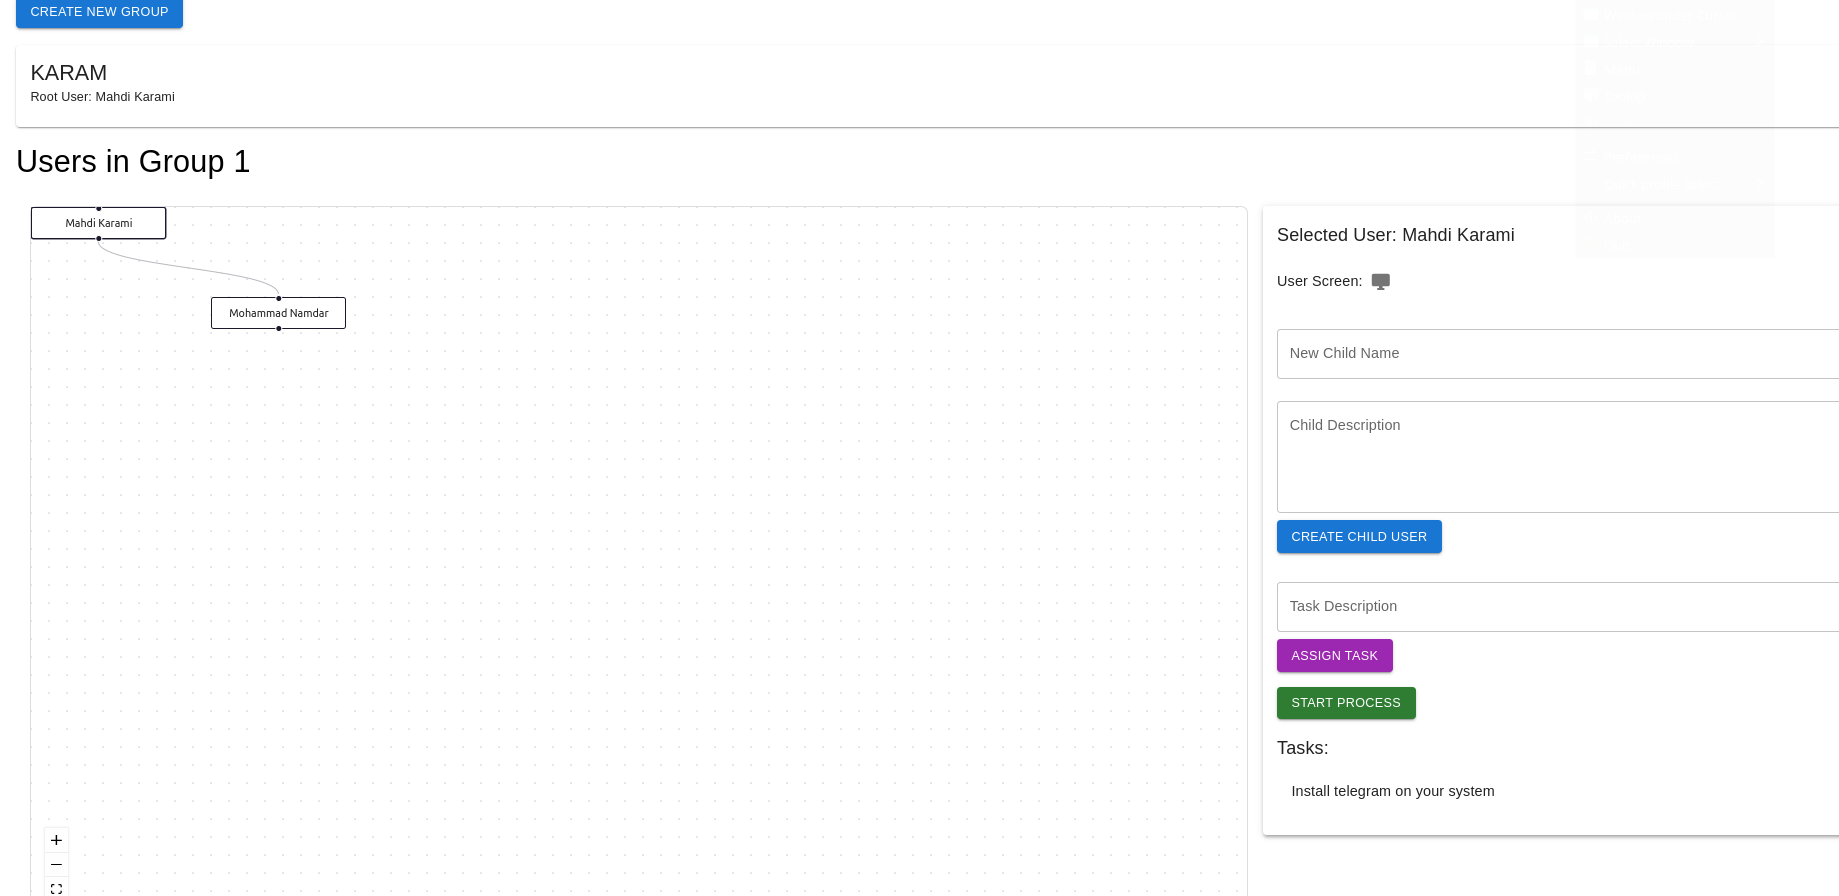 CREATE NEW GROUP
KARAM
Root User: Mahdi Karami
Users in Group 1
Mahdi Karami
Mohammad Namdar
Selected User: Mahdi Karami
User Screen:
New Child Name
Child Description
CREATE CHILD USER
Task Description
ASSIGN TASK
START PROCESS
Tasks:
Install telegram on your system